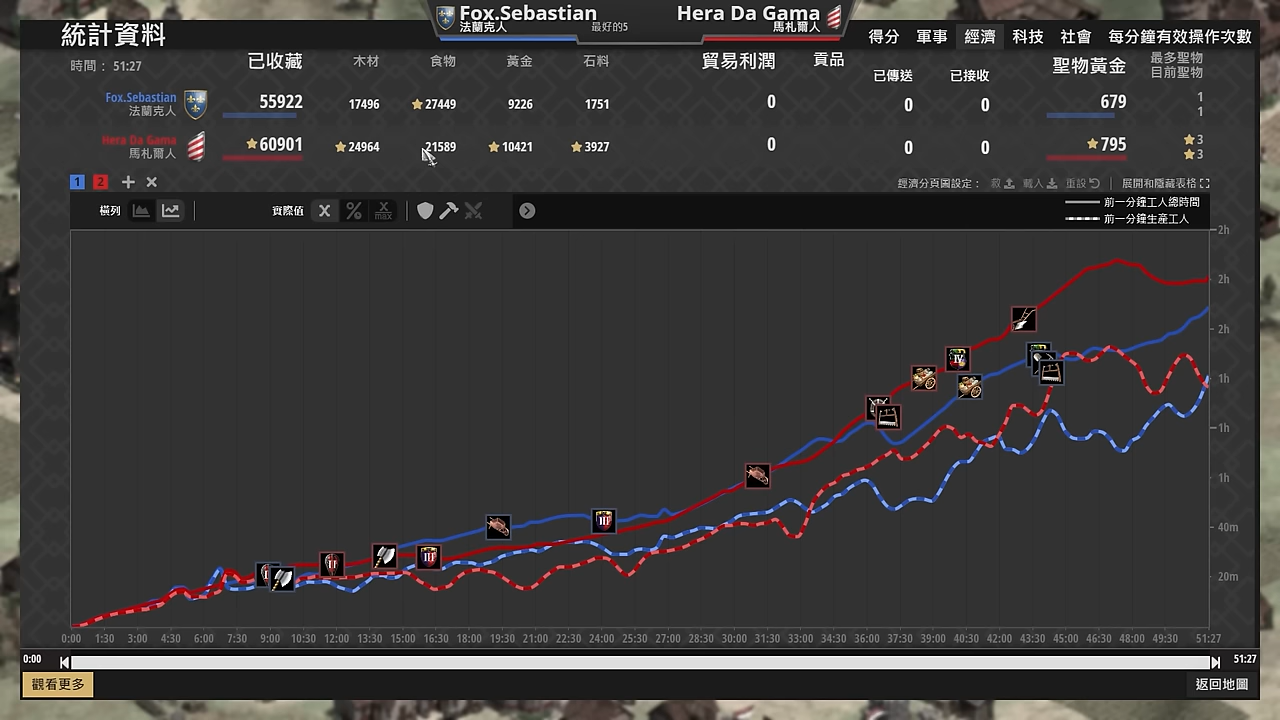 Fox.Sebastian
法蘭克人
最好的5
Hera Da Gama
馬札爾人
統計資料
得分 軍事 經濟 科技 社會 每分鐘有效操作次數
時間： 51:27
已收藏 木材 食物 黃金 石料 貿易利潤 貢品 已傳送 已接收 聖物黃金 最多聖物
目前聖物
Fox.Sebastian
法蘭克人
55922 17496 27449 9226 1751 0 0 0 679 1
1
Hera Da Gama
馬札爾人
60901 24964 21589 10421 3927 0 0 0 795 3
3
1 2 + ×
經濟分頁圖設定： 載入 重設 展開和隱藏表格
橫列 實際值 X % X max
前一分鐘工人總時間
前一分鐘生產工人
2h
2h
2h
1h
1h
1h
40m
20m
0:00 1:30 3:00 4:30 6:00 7:30 9:00 10:30 12:00 13:30 15:00 16:30 18:00 19:30 21:00 22:30 24:00 25:30 27:00 28:30 30:00 31:30 33:00 34:30 36:00 37:30 39:00 40:30 42:00 43:30 45:00 46:30 48:00 49:30 51:27
0:00 51:27
觀看更多 返回地圖